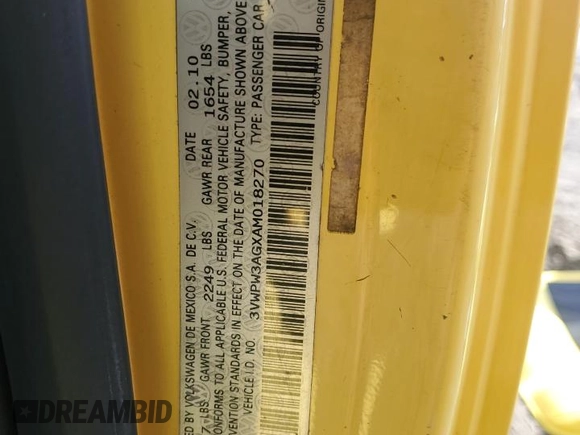 ED BY VOLKSWAGEN DE MEXICO S.A. DE C.V. DATE 02.10
7 LBS GAWR FRONT 2249 LBS GAWR REAR 1654 LBS
ONFORMS TO ALL APPLICABLE U.S. FEDERAL MOTOR VEHICLE SAFETY, BUMPER,
VENTION STANDARDS IN EFFECT ON THE DATE OF MANUFACTURE SHOWN ABOVE
VEHICLE I.D. NO. 3VWPW3AGXAM018270 TYPE: PASSENGER CAR
COUNTRY OF ORIGIN
DREAMBID